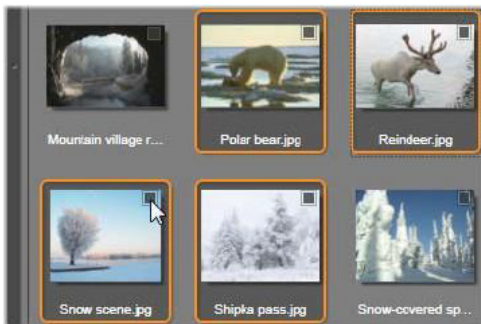 Mountain village r...
Polar bear.jpg
Reindeer.jpg
Snow scene.jpg
Shipka pass.jpg
Snow-covered sp...